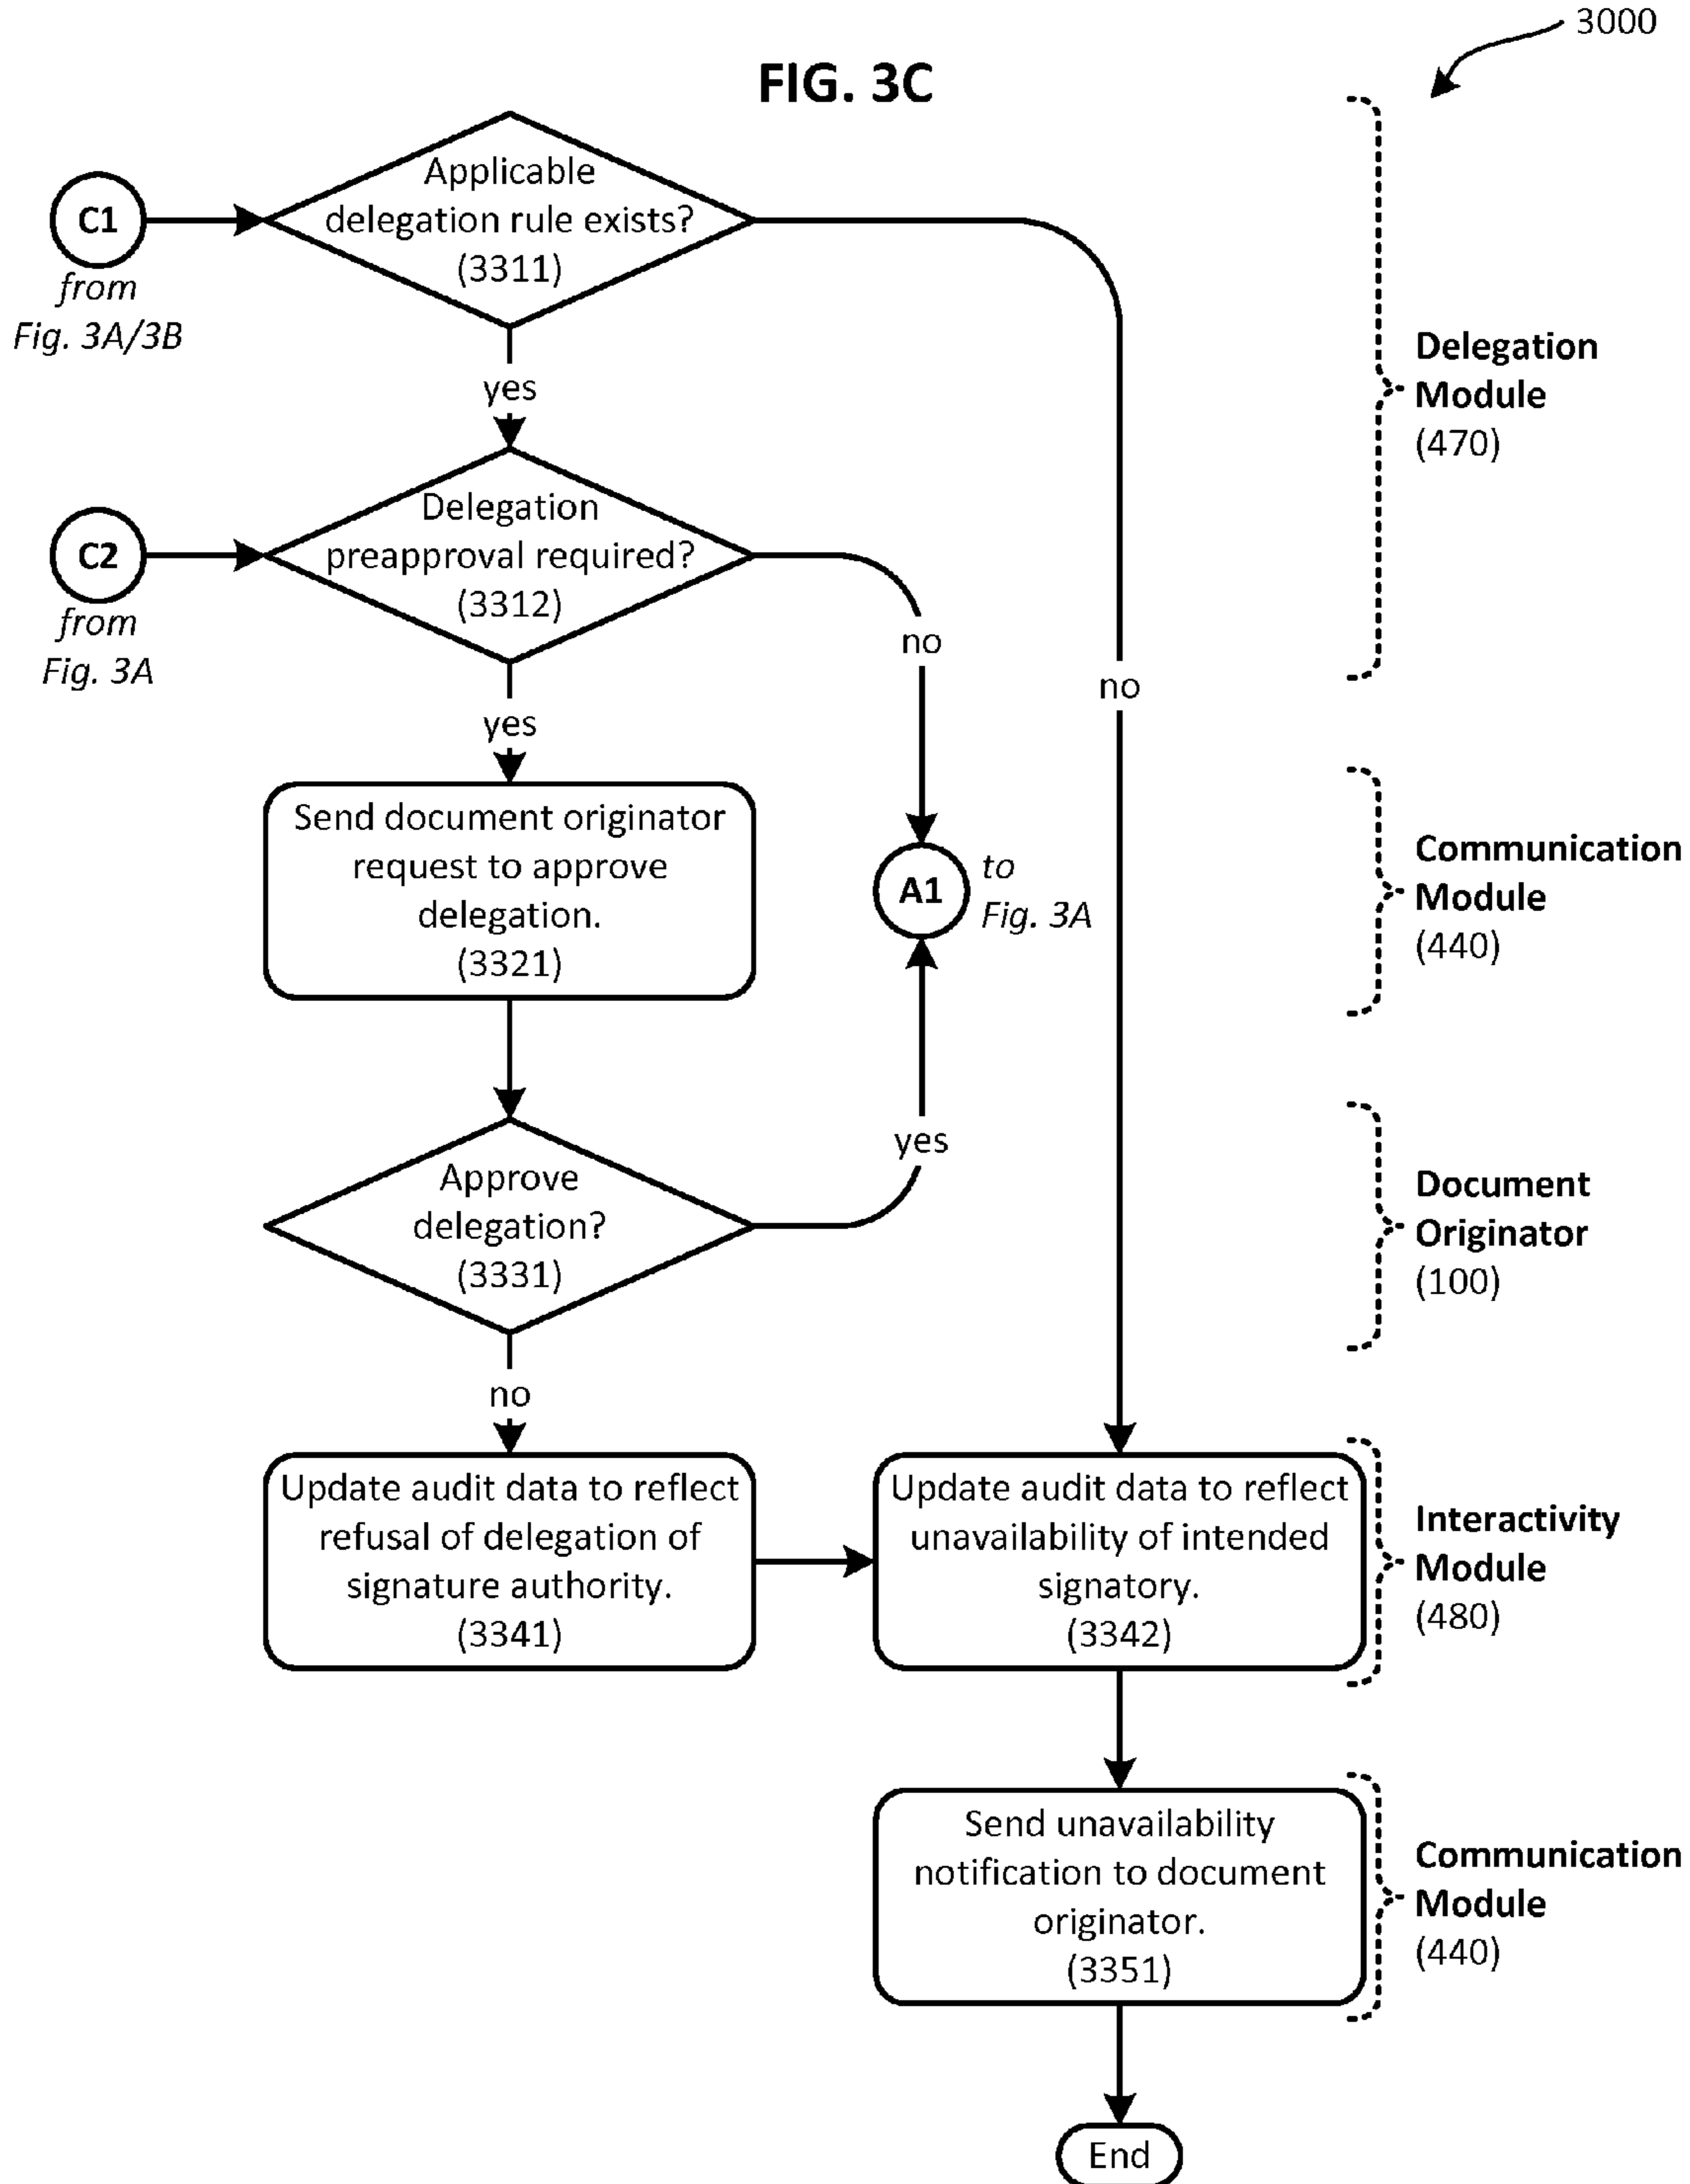 3000
FIG. 3C
C1
from
Fig. 3A/3B
Applicable
delegation rule exists?
(3311)
yes
no
Delegation
Module
(470)
C2
from
Fig. 3A
Delegation
preapproval required?
(3312)
yes
no
Send document originator
request to approve
delegation.
(3321)
A1
to
Fig. 3A
Communication
Module
(440)
Approve
delegation?
(3331)
yes
no
Document
Originator
(100)
Update audit data to reflect
refusal of delegation of
signature authority.
(3341)
Update audit data to reflect
unavailability of intended
signatory.
(3342)
Interactivity
Module
(480)
Send unavailability
notification to document
originator.
(3351)
Communication
Module
(440)
End